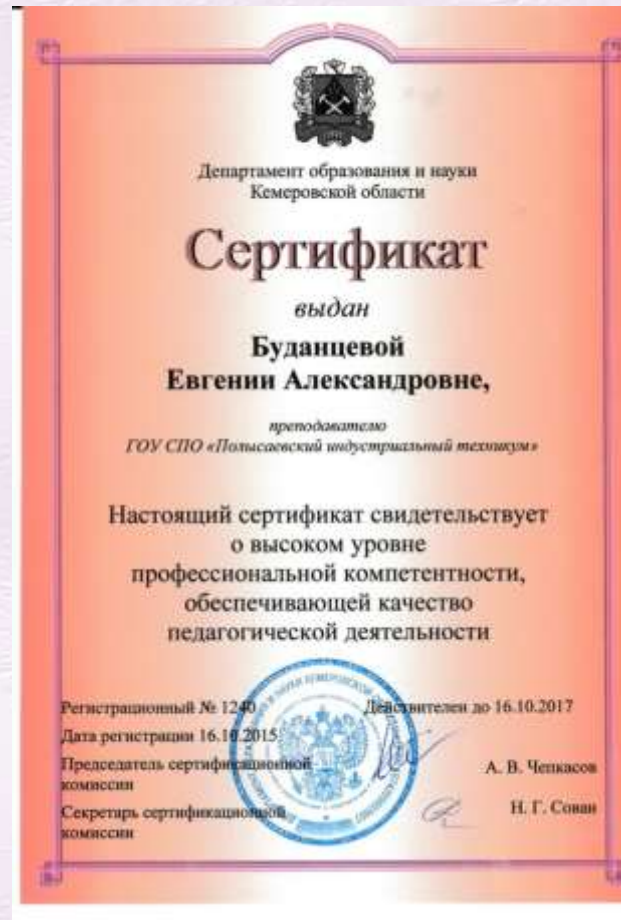 Департамент образования и науки
Кемеровской области
Сертификат
выдан
Буданцевой
Евгении Александровне,
преподавателю
ГОУ СПО «Полысаевский индустриальный техникум»
Настоящий сертификат свидетельствует
о высоком уровне
профессиональной компетентности,
обеспечивающей качество
педагогической деятельности
Регистрационный № 1240 Действителен до 16.10.2017
Дата регистрации 16.10.2015
Председатель сертификационной
комиссии А. В. Чепкасов
Секретарь сертификационной
комиссии Н. Г. Сован